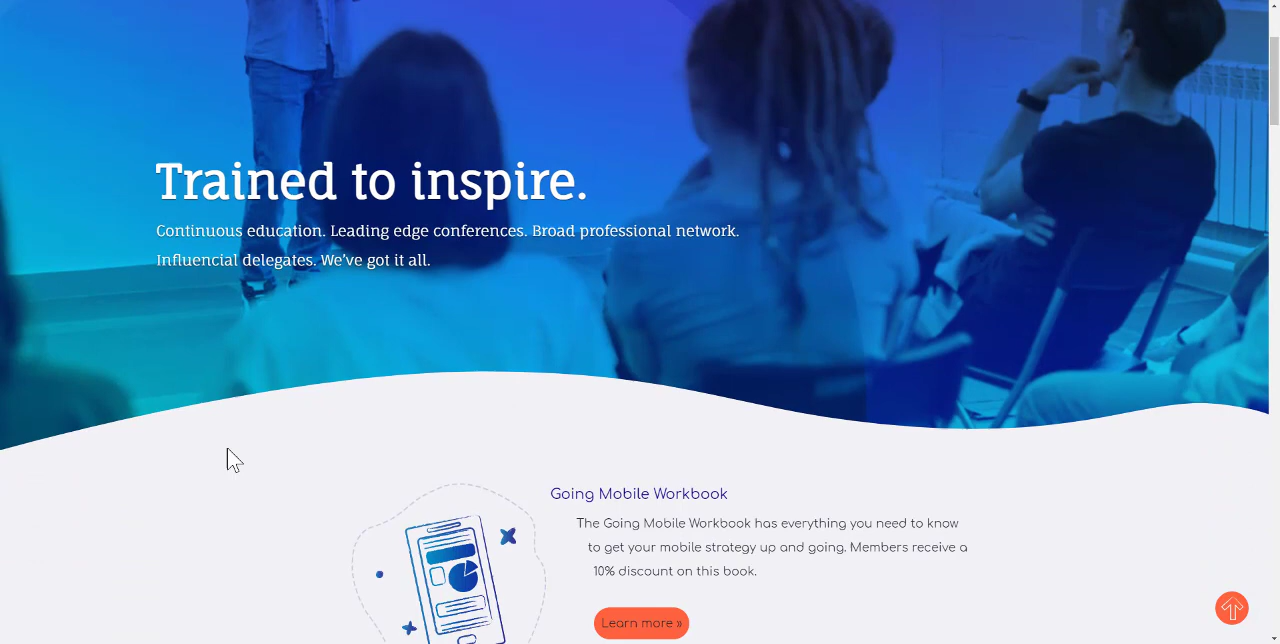 Trained to inspire.
Continuous education. Leading edge conferences. Broad professional network.
Influencial delegates. We've got it all.
Going Mobile Workbook
The Going Mobile Workbook has everything you need to know
to get your mobile strategy up and going. Members receive a
10% discount on this book.
Learn more »